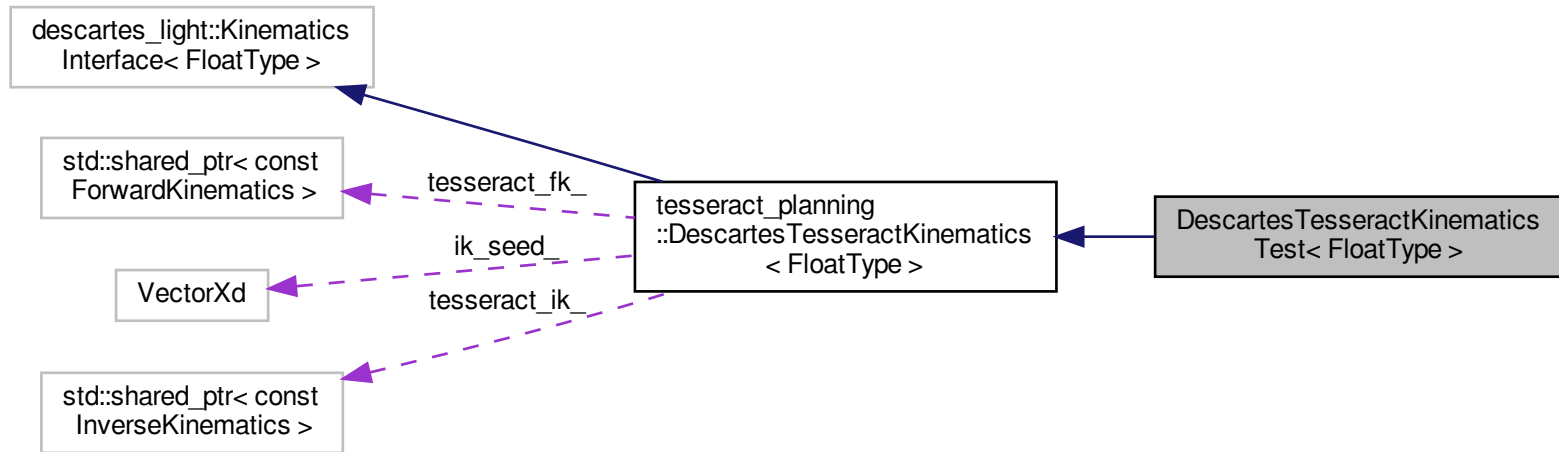 descartes_light::Kinematics
Interface< FloatType >
std::shared_ptr< const
ForwardKinematics >
tesseract_fk_
ik_seed_
VectorXd
tesseract_ik_
std::shared_ptr< const
InverseKinematics >
tesseract_planning
::DescartesTesseractKinematics
< FloatType >
DescartesTesseractKinematics
Test< FloatType >